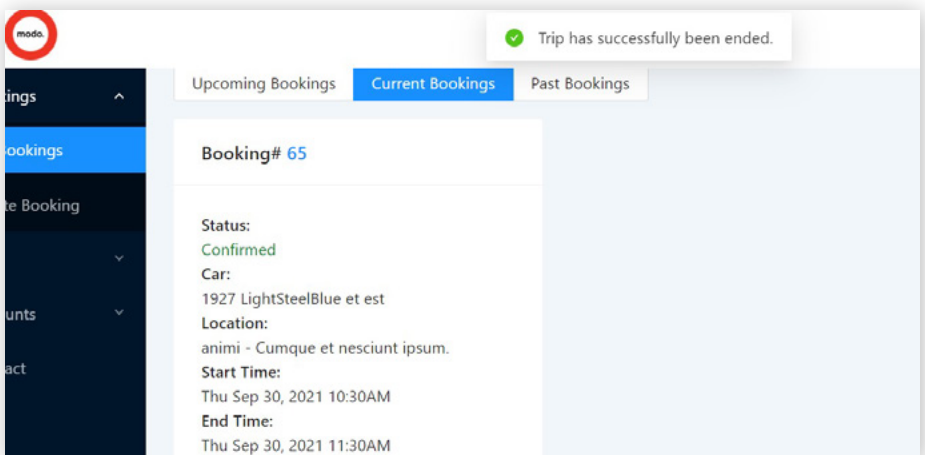 modo.
Trip has successfully been ended.
Upcoming Bookings Current Bookings Past Bookings
ings
ookings
te Booking
unts
act
Booking# 65
Status:
Confirmed
Car:
1927 LightSteelBlue et est
Location:
animi - Cumque et nesciunt ipsum.
Start Time:
Thu Sep 30, 2021 10:30AM
End Time:
Thu Sep 30, 2021 11:30AM